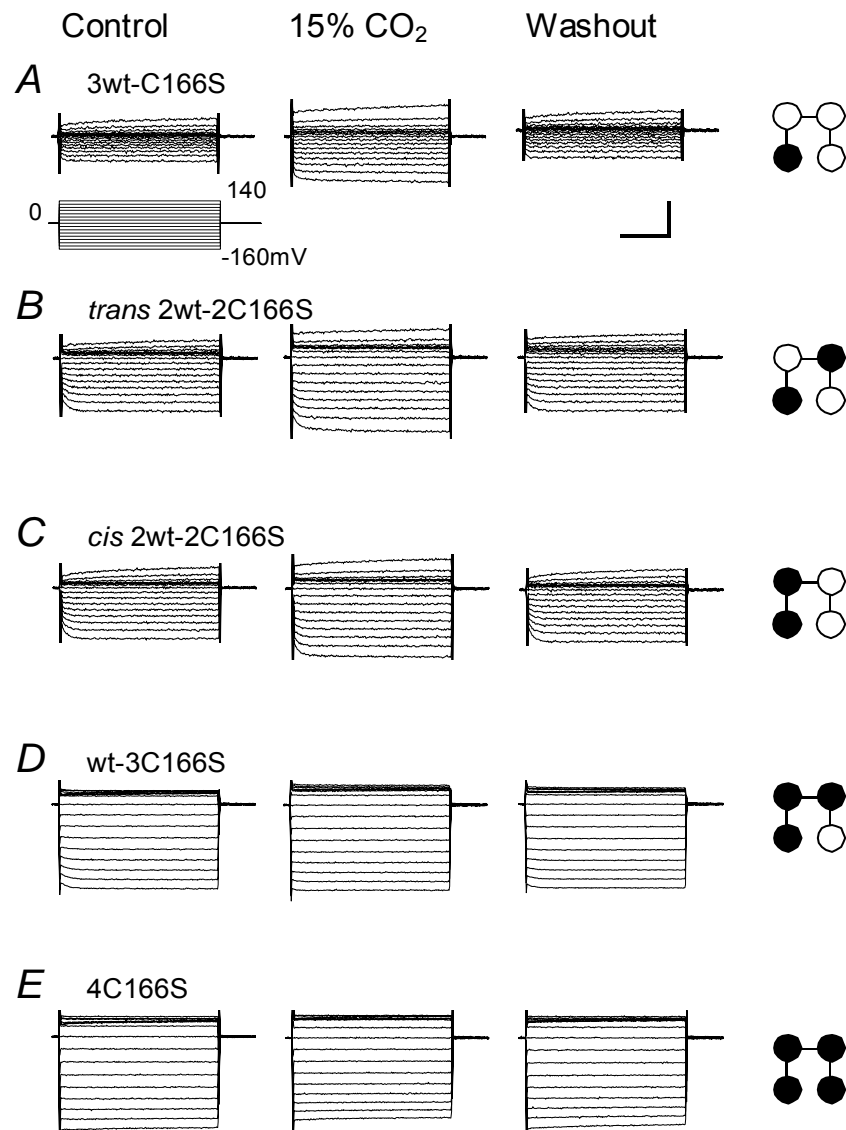 Control 15% CO₂ Washout
A 3wt-C166S
140
0
-160mV
B trans 2wt-2C166S
C cis 2wt-2C166S
D wt-3C166S
E 4C166S